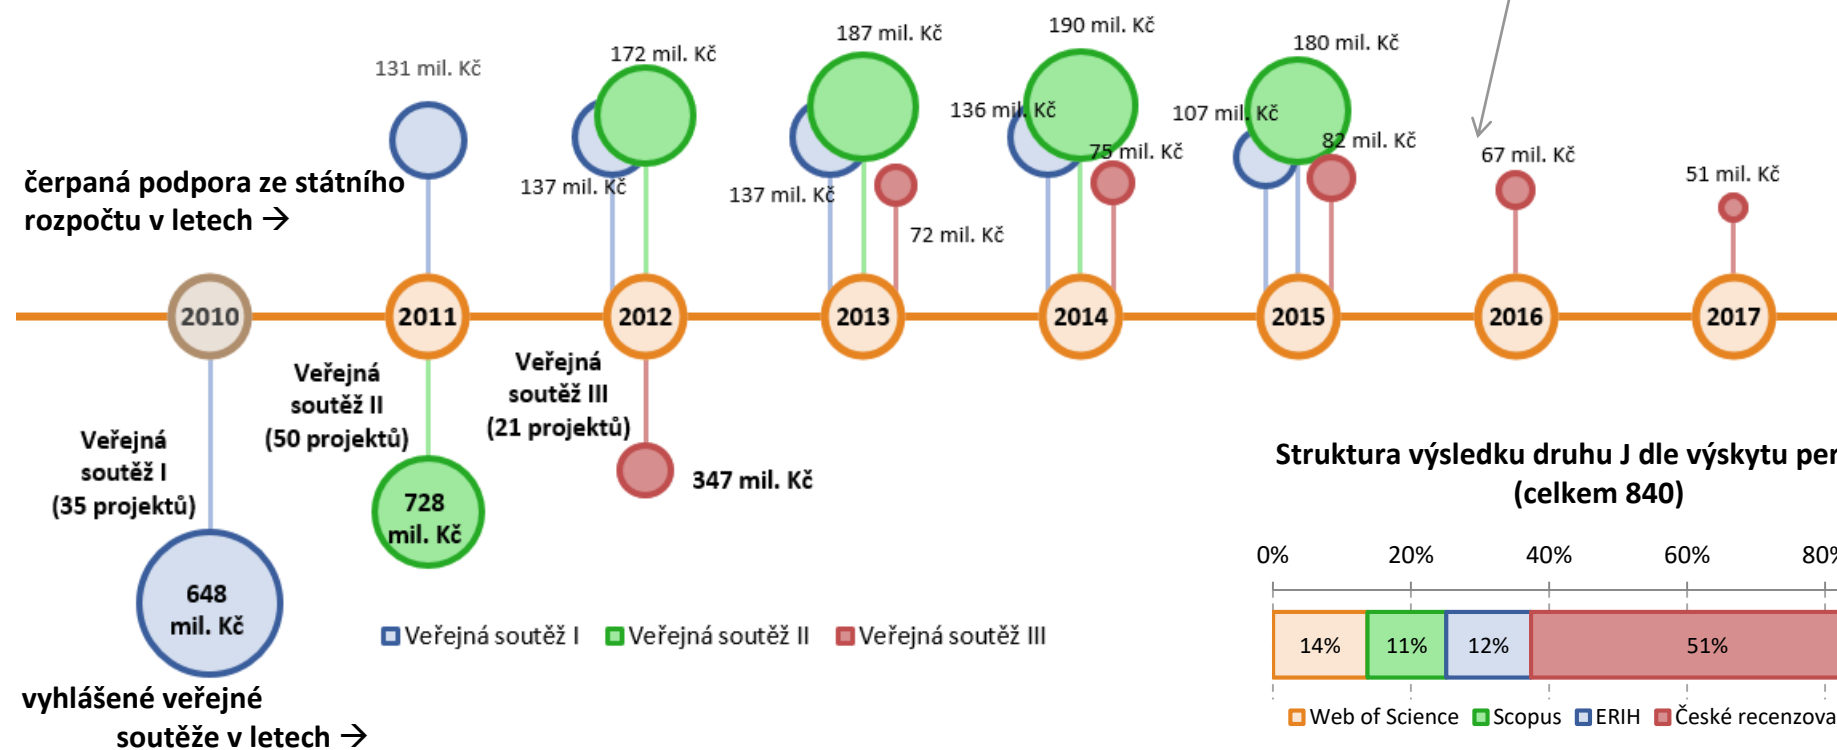 131 mil. Kč
172 mil. Kč
187 mil. Kč
190 mil. Kč
180 mil. Kč
137 mil. Kč
137 mil. Kč
136 mil. Kč
107 mil. Kč
72 mil. Kč
75 mil. Kč
82 mil. Kč
67 mil. Kč
51 mil. Kč
čerpaná podpora ze státního
rozpočtu v letech →
2010
2011
2012
2013
2014
2015
2016
2017
Veřejná
soutěž I
(35 projektů)
648
mil. Kč
Veřejná
soutěž II
(50 projektů)
728
mil. Kč
Veřejná
soutěž III
(21 projektů)
347 mil. Kč
Veřejná soutěž I
Veřejná soutěž II
Veřejná soutěž III
vyhlášené veřejné
soutěže v letech →
Struktura výsledku druhu J dle výskytu per
(celkem 840)
0% 20% 40% 60% 80%
14% 11% 12% 51%
Web of Science Scopus ERIH České recenzova